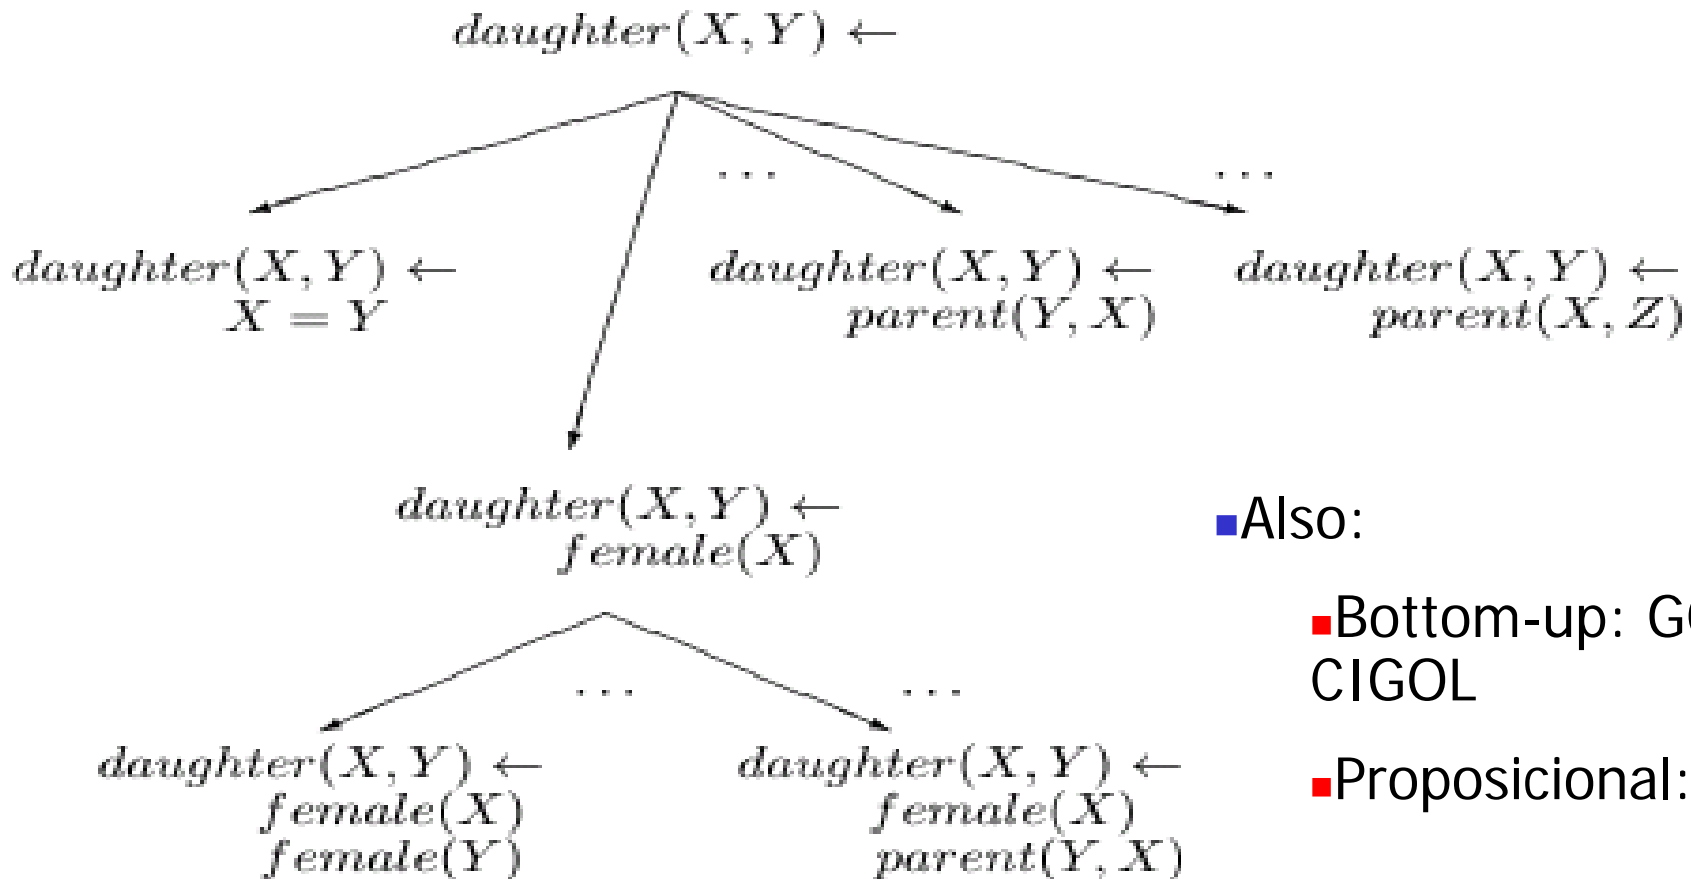 daughter(X, Y) ←
... ...
daughter(X, Y) ←
X = Y
daughter(X, Y) ←
parent(Y, X)
daughter(X, Y) ←
parent(X, Z)
daughter(X, Y) ←
female(X)
... ...
daughter(X, Y) ←
female(X)
female(Y)
daughter(X, Y) ←
female(X)
parent(Y, X)
■Also:
■Bottom-up:
CIGOL
■Proposicional: